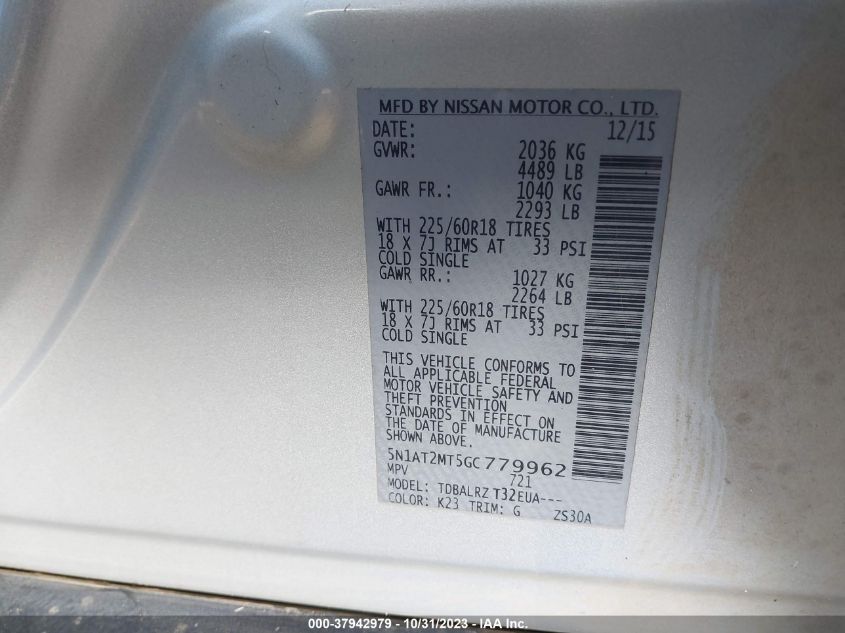 MFD BY NISSAN MOTOR CO., LTD.
DATE: 12/15
GVWR: 2036 KG
4489 LB
GAWR FR.: 1040 KG
2293 LB
WITH 225/60R18 TIRES
18 X 7J RIMS AT 33 PSI
COLD SINGLE
GAWR RR.: 1027 KG
2264 LB
WITH 225/60R18 TIRES
18 X 7J RIMS AT 33 PSI
COLD SINGLE
THIS VEHICLE CONFORMS TO
ALL APPLICABLE FEDERAL
MOTOR VEHICLE SAFETY AND
THEFT PREVENTION
STANDARDS IN EFFECT ON
THE DATE OF MANUFACTURE
SHOWN ABOVE.
5N1AT2MT5GC779962
MPV 721
MODEL: TDBALRZ T32EUA---
COLOR: K23 TRIM: G ZS30A
000-37942979 - 10/31/2023 - IAA Inc.